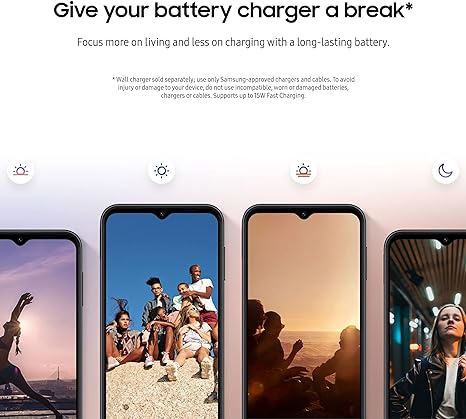 Give your battery charger a break*
Focus more on living and less on charging with a long-lasting battery.
* Wall charger sold separately; use only Samsung-approved chargers and cables. To avoid
injury or damage to your device, do not use incompatible, worn or damaged batteries,
chargers or cables. Supports up to 15W Fast Charging.